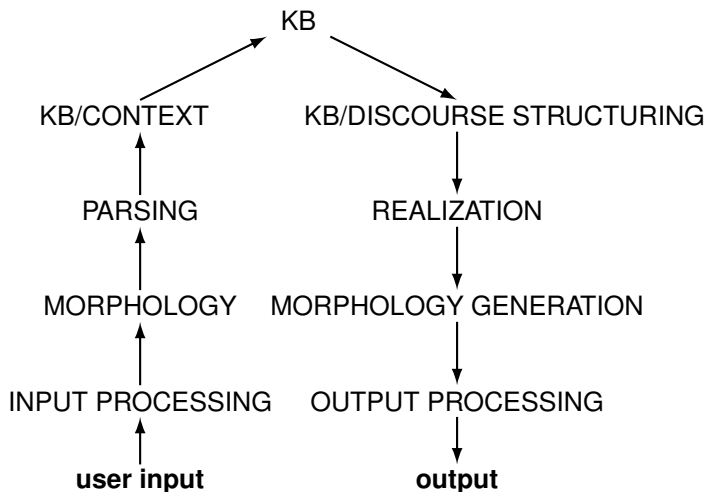 KB
KB/CONTEXT KB/DISCOURSE STRUCTURING
PARSING REALIZATION
MORPHOLOGY MORPHOLOGY GENERATION
INPUT PROCESSING OUTPUT PROCESSING
user input output